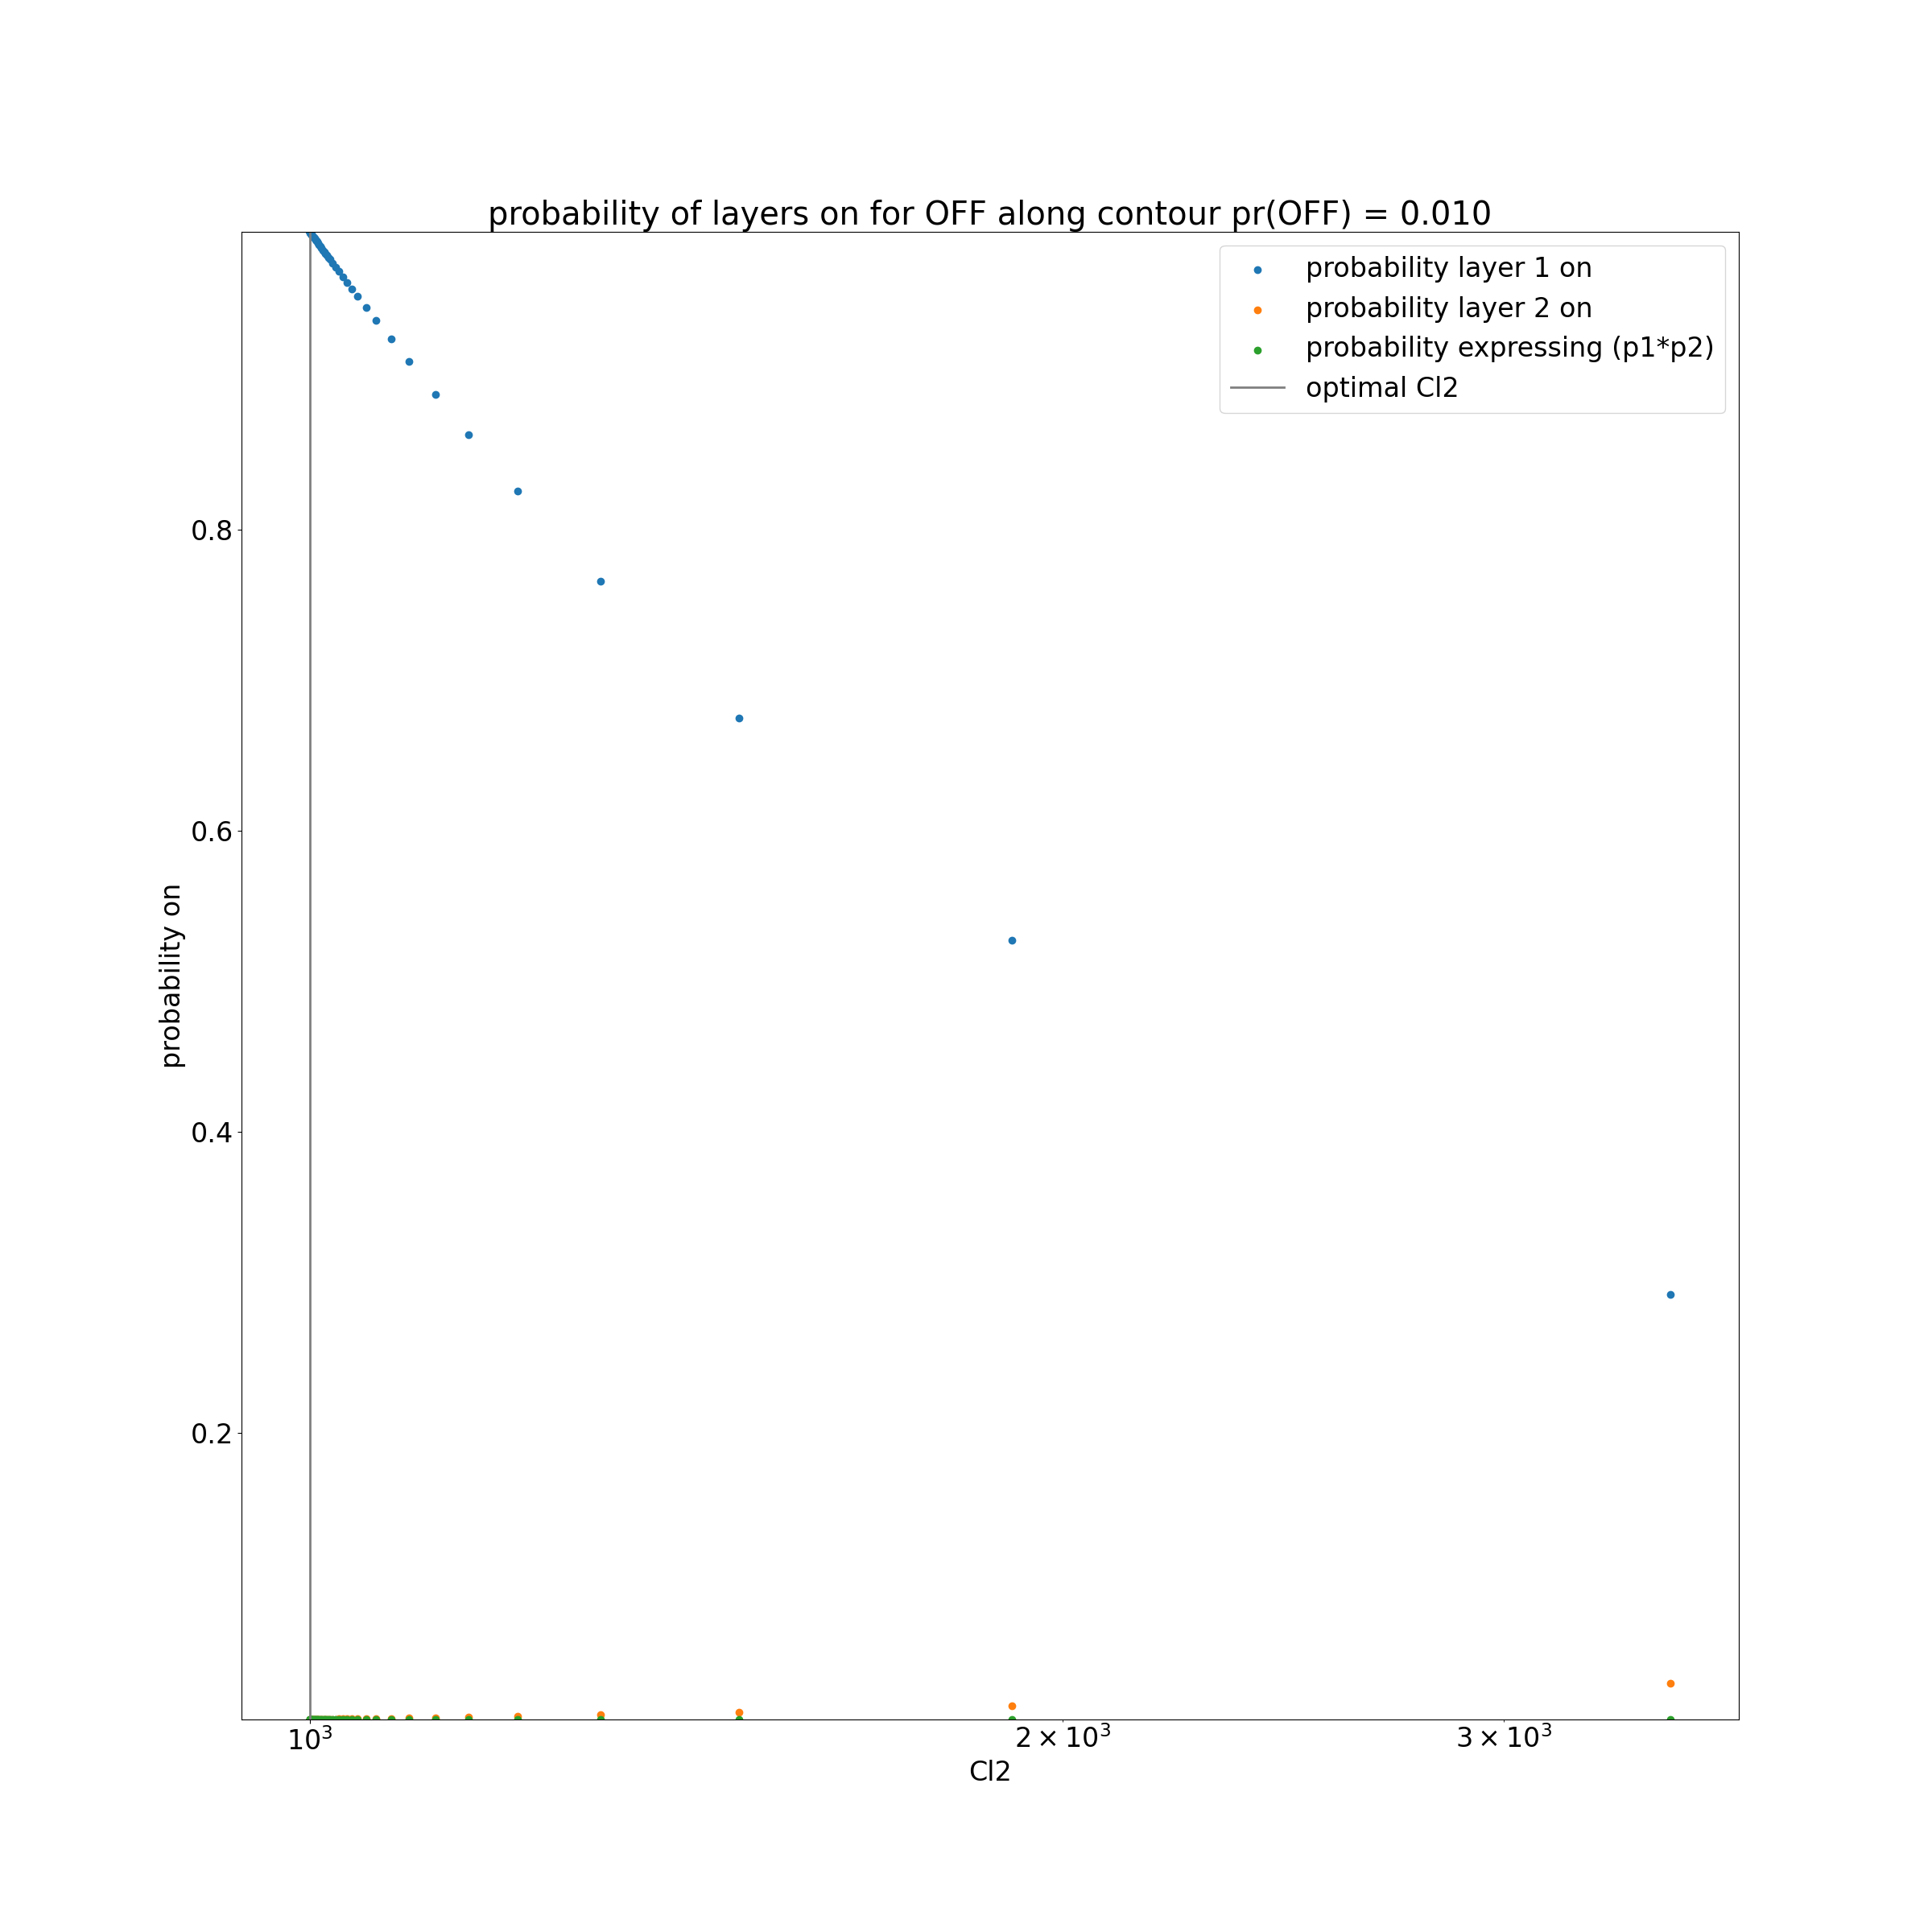 probability of layers on for OFF along contour pr(OFF) = 0.010
probability layer 1 on
probability layer 2 on
probability expressing (p1*p2)
optimal Cl2
0.8
0.6
0.4
0.2
probability on
10³
2 × 10³
3 × 10³
Cl2